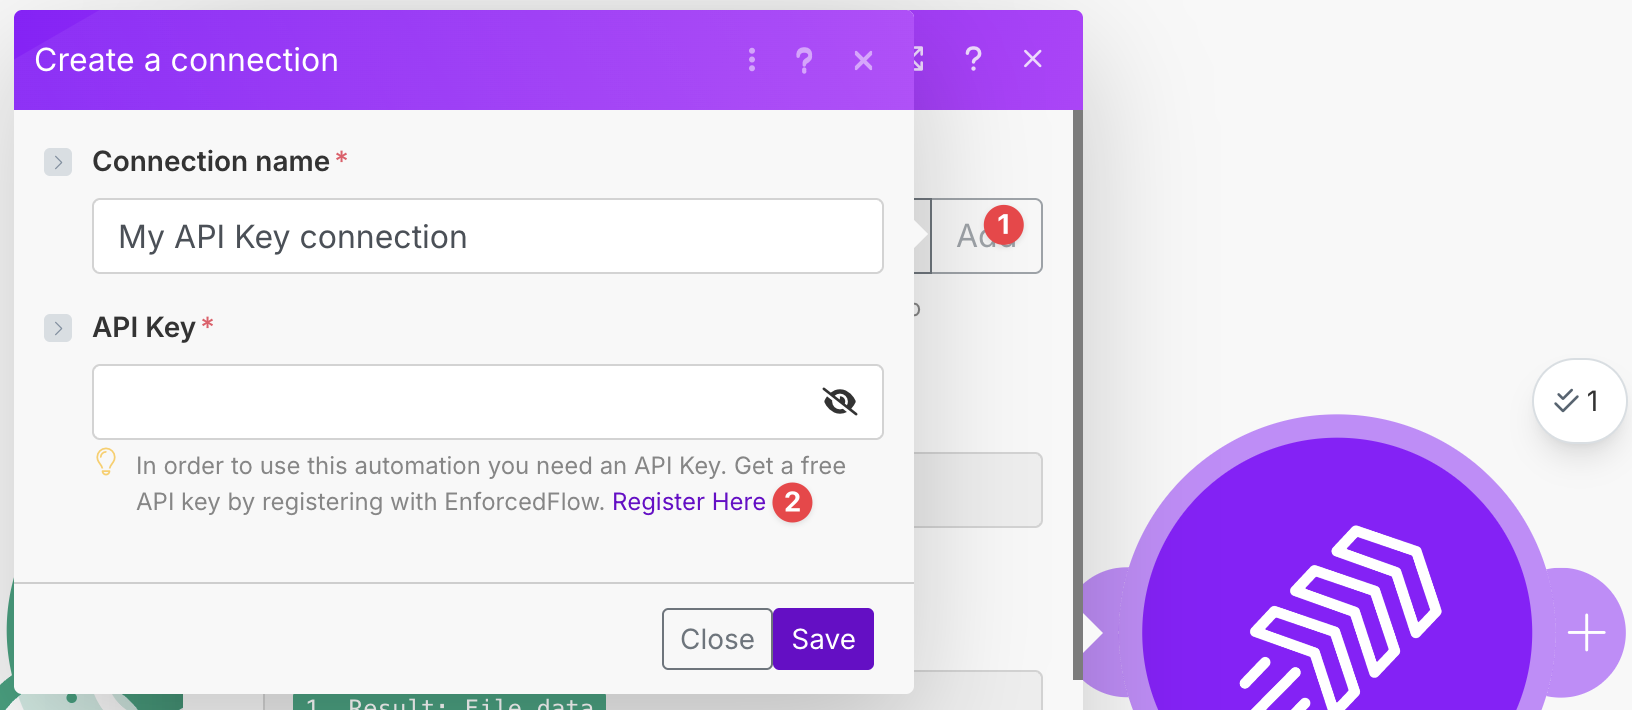 Create a connection
?
?
Connection name *
My API Key connection
1
API Key *
1
In order to use this automation you need an API Key. Get a free
API key by registering with EnforcedFlow. Register Here 2
Close Save
1. Result: File data